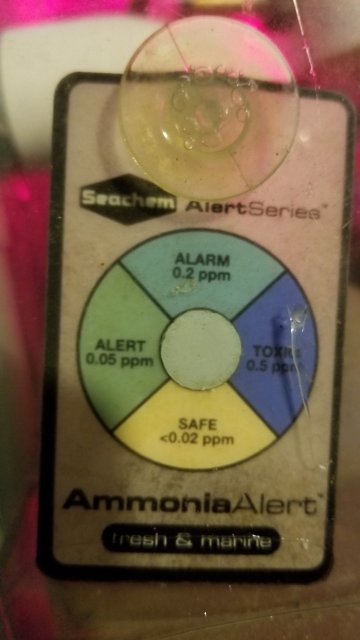 Seachem AlertSeries™
ALARM
0.2 ppm
ALERT
0.05 ppm
TOXIC
0.5 ppm
SAFE
<0.02 ppm
AmmoniaAlert™
fresh & marine